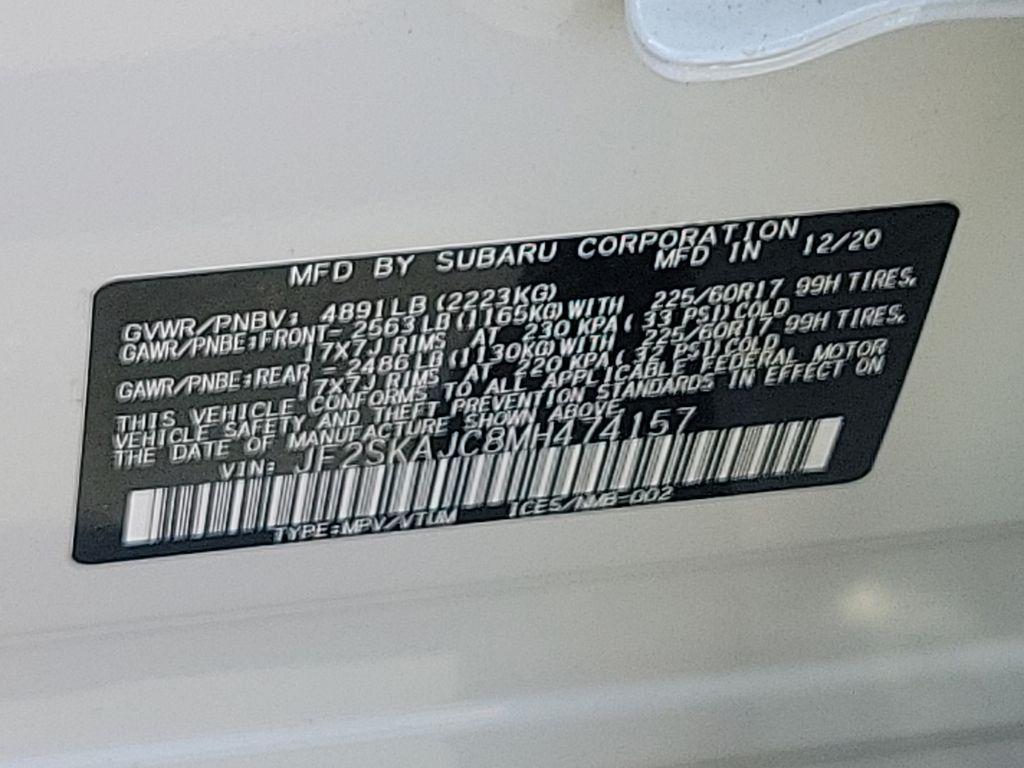 MFD BY SUBARU CORPORATION
MFD IN 12/20
GVWR/PNBV: 4891LB(2223KG)
GAWR/PNBE:FRONT- 2563LB(1165KG)WITH 225/60R17 99H TIRES,
17X7J RIMS AT 230 KPA( 33 PSI)COLD
GAWR/PNBE:REAR - 2486LB(1130KG)WITH 225/60R17 99H TIRES,
17X7J RIMS AT 220 KPA( 32 PSI)COLD
THIS VEHICLE CONFORMS TO ALL APPLICABLE FEDERAL MOTOR
VEHICLE SAFETY AND THEFT PREVENTION STANDARDS IN EFFECT ON
THE DATE OF MANUFACTURE SHOWN ABOVE
VIN: JF2SKAJC8MH474157
TYPE:MPV/VTUM ICES/NMB-002